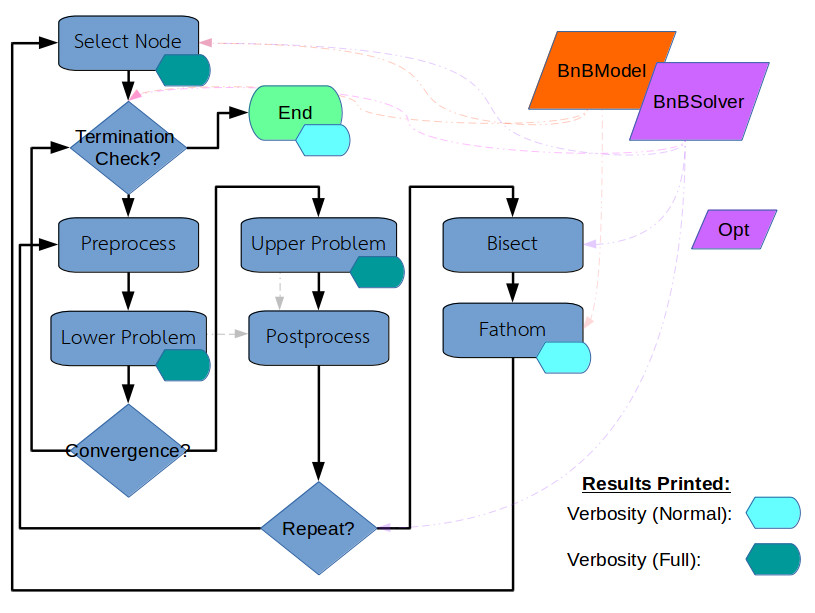 Select Node
BnBModel
BnBSolver
End
Termination
Check?
Preprocess
Upper Problem
Bisect
Opt
Lower Problem
Postprocess
Fathom
Convergence?
Repeat?
Results Printed:
Verbosity (Normal):
Verbosity (Full):